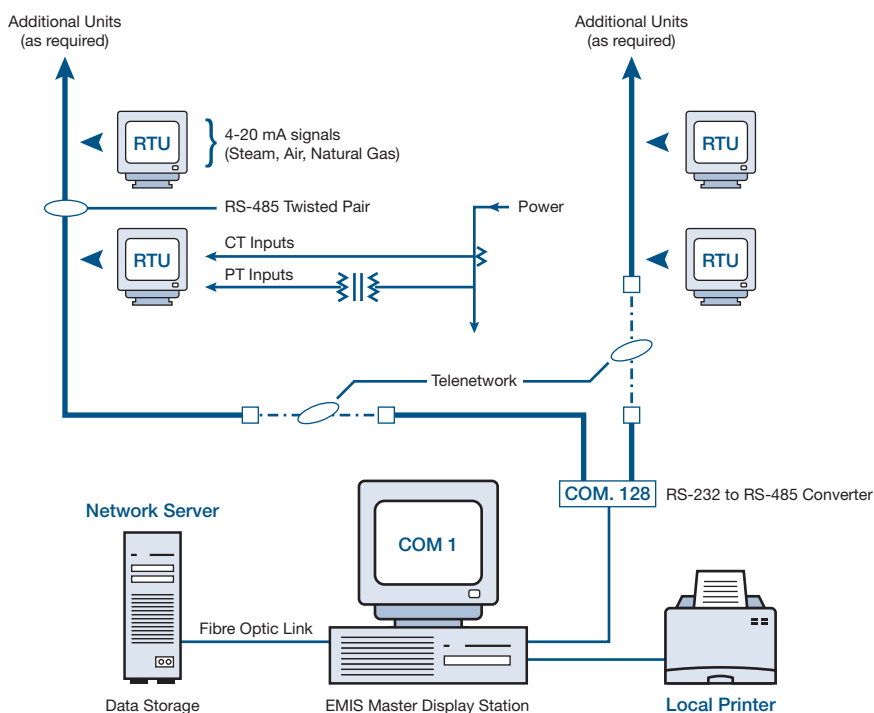 Additional Units
(as required)
Additional Units
(as required)
RTU
4-20 mA signals
(Steam, Air, Natural Gas)
RTU
RS-485 Twisted Pair
Power
CT Inputs
RTU
PT Inputs
RTU
Telenetwork
COM. 128
RS-232 to RS-485 Converter
Network Server
COM 1
Fibre Optic Link
Data Storage
EMIS Master Display Station
Local Printer